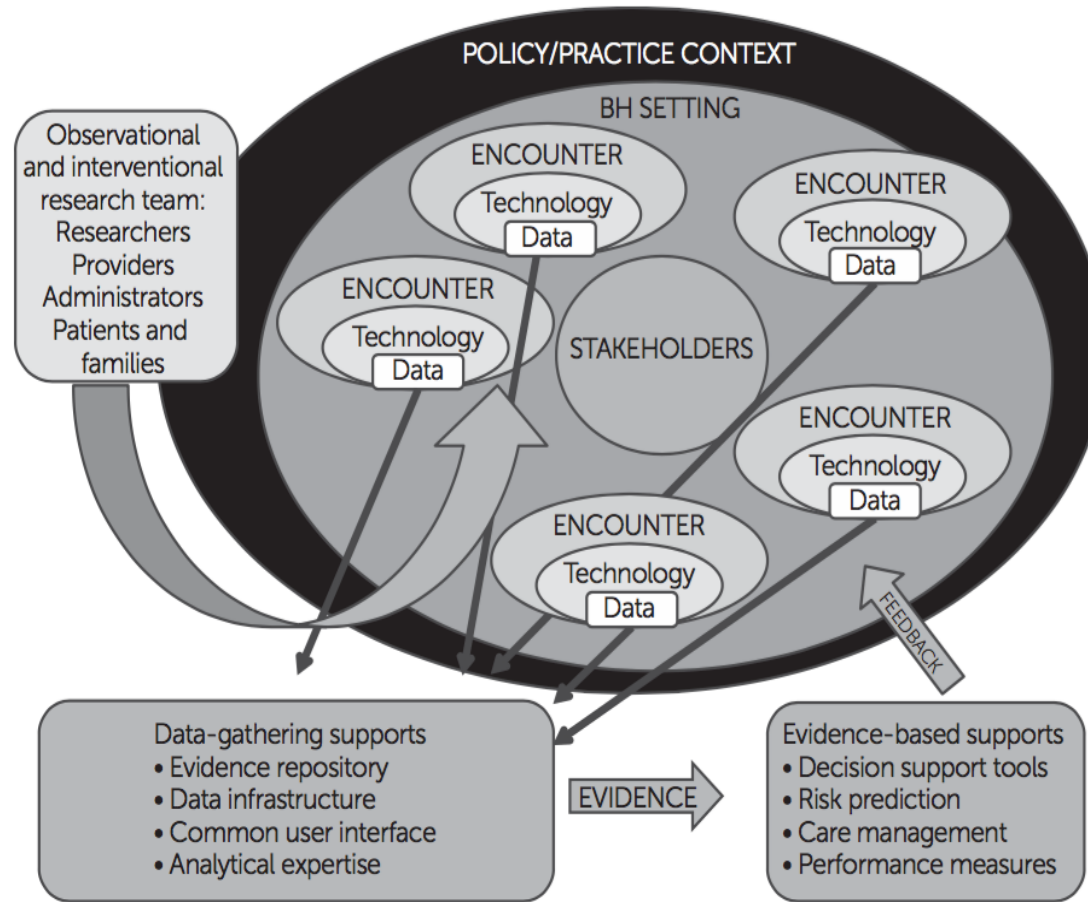 POLICY/PRACTICE CONTEXT
BH SETTING
Observational
and interventional
research team:
Researchers
Providers
Administrators
Patients and
families
ENCOUNTER
Technology
Data
ENCOUNTER
Technology
Data
ENCOUNTER
Technology
Data
STAKEHOLDERS
ENCOUNTER
Technology
Data
ENCOUNTER
Technology
Data
FEEDBACK
Data-gathering supports
• Evidence repository
• Data infrastructure
• Common user interface
• Analytical expertise
EVIDENCE
Evidence-based supports
• Decision support tools
• Risk prediction
• Care management
• Performance measures